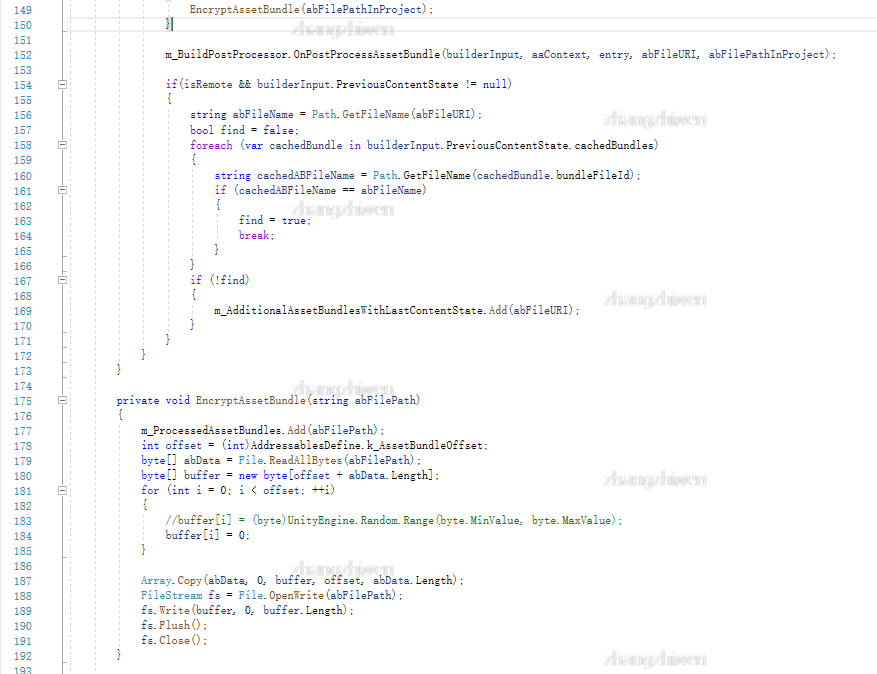 149 EncryptAssetBundle(abFilePathInProject);
150 }
zhangzhiwen
151
152 m_BuildPostProcessor.OnPostProcessAssetBundle(builderInput, aaContext, entry, abFileURI, abFilePathInProject);
153
154 if(isRemote && builderInput.PreviousContentState != null)
155 {
156 string abFileName = Path.GetFileName(abFileURI);
zhangzhiwen
157 bool find = false;
158 foreach (var cachedBundle in builderInput.PreviousContentState.cachedBundles)
159 {
160 string cachedABFileName = Path.GetFileName(cachedBundle.bundleFileId);
161 if (cachedABFileName == abFileName)
162 {
zhangzhiwen
163 find = true;
164 break;
165 }
166 }
167 if (!find)
168 {
zhangzhiwen
169 m_AdditionalAssetBundlesWithLastContentState.Add(abFileURI);
170 }
171 }
172 }
173 }
174
zhangzhiwen
175 private void EncryptAssetBundle(string abFilePath)
176 {
177 m_ProcessedAssetBundles.Add(abFilePath);
178 int offset = (int)AddressablesDefine.k_AssetBundleOffset;
179 byte[] abData = File.ReadAllBytes(abFilePath);
180 byte[] buffer = new byte[offset + abData.Length];
zhangzhiwen
181 for (int i = 0; i < offset; ++i)
182 {
183 //buffer[i] = (byte)UnityEngine.Random.Range(byte.MinValue, byte.MaxValue);
184 buffer[i] = 0;
185 }
186
zhangzhiwen
187 Array.Copy(abData, 0, buffer, offset, abData.Length);
188 FileStream fs = File.OpenWrite(abFilePath);
189 fs.Write(buffer, 0, buffer.Length);
190 fs.Flush();
191 fs.Close();
192 }
zhangzhiwen
193